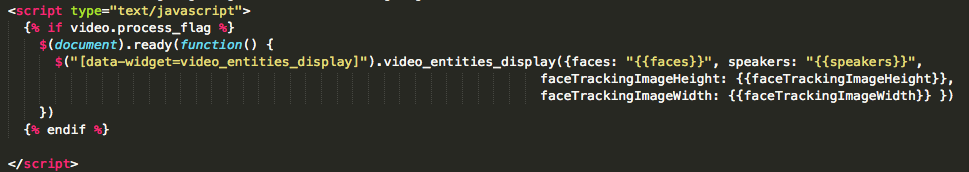 <script type="text/javascript">
{% if video.process_flag %}
$(document).ready(function() {
$("[data-widget=video_entities_display]").video_entities_display({faces: "{{faces}}", speakers: "{{speakers}}",
faceTrackingImageHeight: {{faceTrackingImageHeight}},
faceTrackingImageWidth: {{faceTrackingImageWidth}} })
})
{% endif %}
</script>